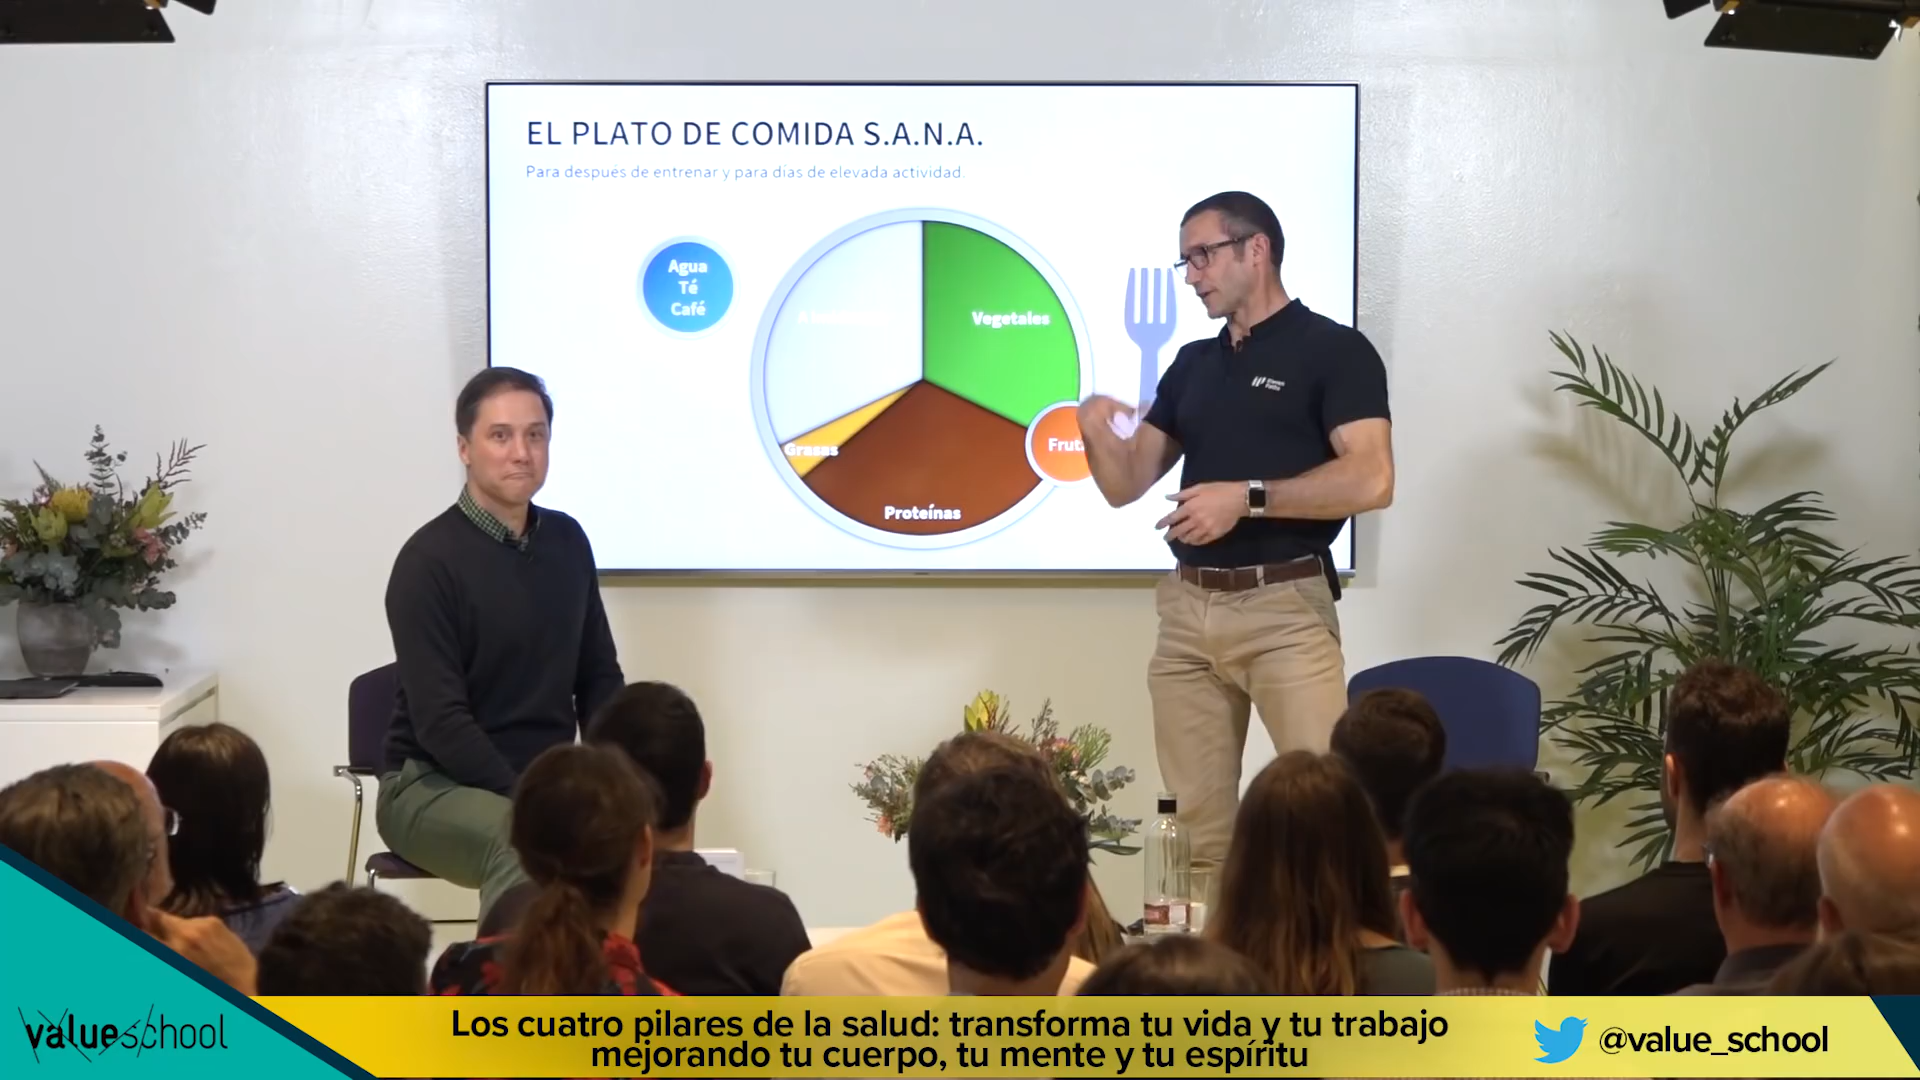 EL PLATO DE COMIDA S.A.N.A.
Para después de entrenar y para días de elevada actividad.
Agua
Té
Café
Vegetales
Grasas
Proteínas
Eleven
Paths
valueschool
Los cuatro pilares de la salud: transforma tu vida y tu trabajo
mejorando tu cuerpo, tu mente y tu espíritu
@value_school